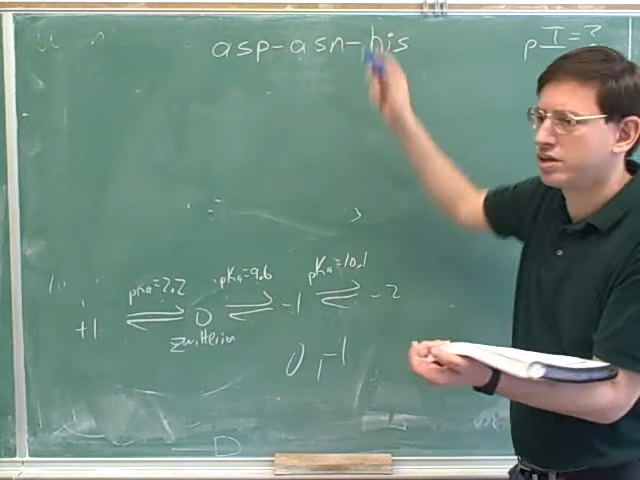 asp-asn-his
pI=?
pKa=2.2 pKa=9.6 pKa=10.1
+1 ⇌ 0 ⇌ -1 ⇌ -2
zwitterion
0, -1
D